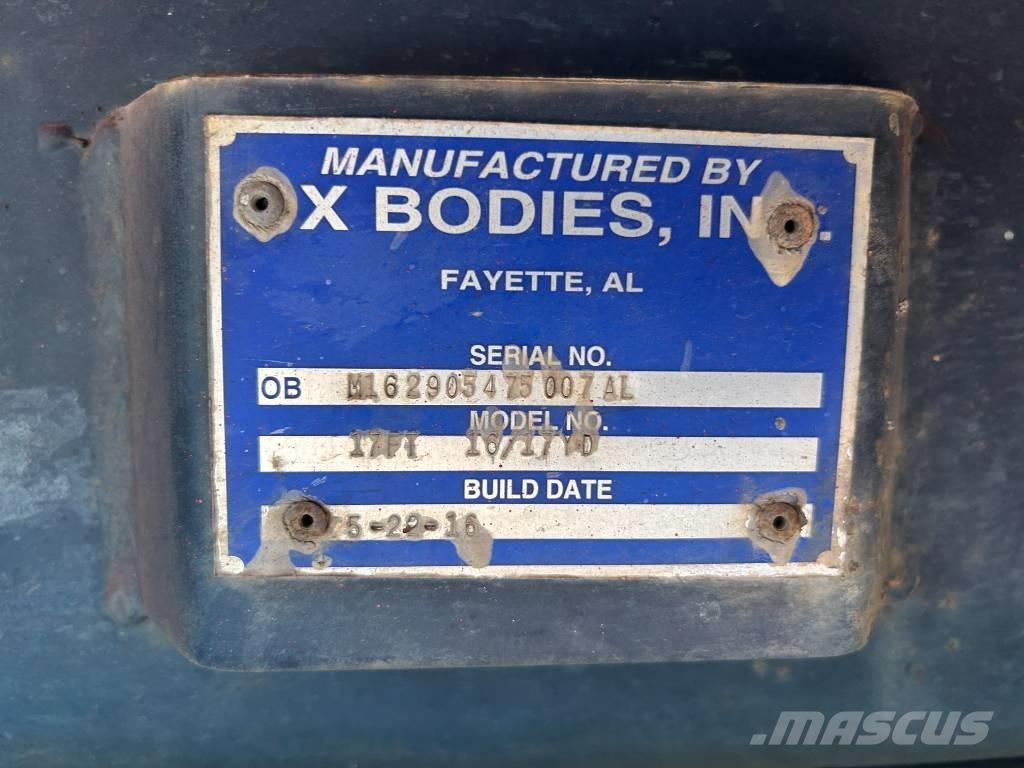 MANUFACTURED BY
X BODIES, IN.
FAYETTE, AL
SERIAL NO.
OB M162905475007AL
MODEL NO.
17FT 16/17YD
BUILD DATE
5-22-16
MASCUS